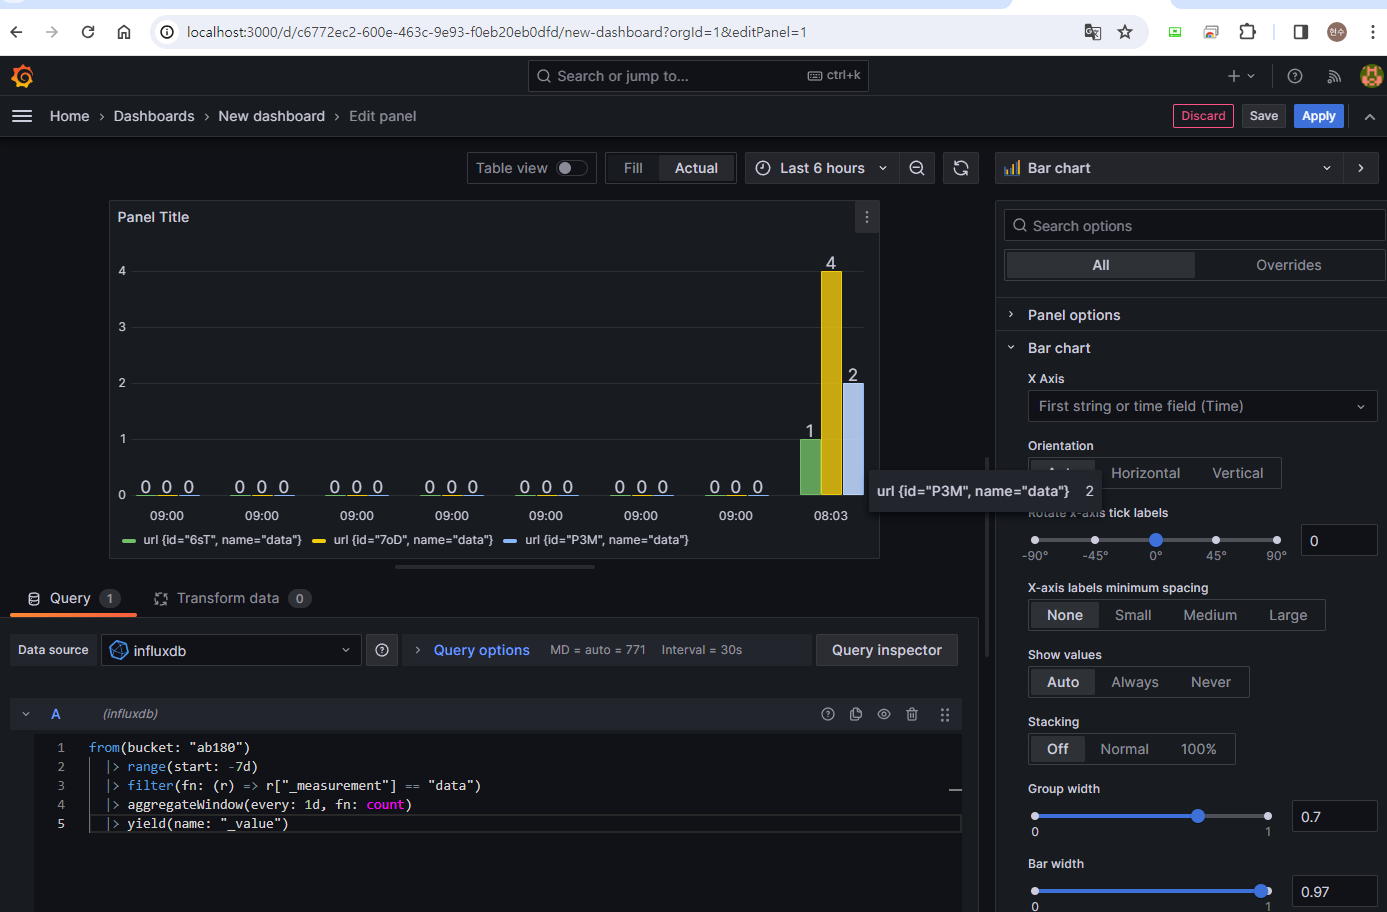 localhost:3000/d/c6772ec2-600e-463c-9e93-f0eb20eb0dfd/new-dashboard?orgId=1&editPanel=1
현수
Search or jump to...
ctrl+k
Home › Dashboards › New dashboard › Edit panel
Discard
Save
Apply
Table view
Fill
Actual
Last 6 hours
Bar chart
Panel Title
4
3
2
1
0
0 0 0
0 0 0
0 0 0
0 0 0
0 0 0
0 0 0
0 0 0
1
4
2
09:00
09:00
09:00
09:00
09:00
09:00
09:00
08:03
url {id="6sT", name="data"}
url {id="7oD", name="data"}
url {id="P3M", name="data"}
url {id="P3M", name="data"} 2
Search options
All
Overrides
Panel options
Bar chart
X Axis
First string or time field (Time)
Orientation
Horizontal
Vertical
Rotate x-axis tick labels
-90°
-45°
0°
45°
90°
0
X-axis labels minimum spacing
None
Small
Medium
Large
Show values
Auto
Always
Never
Stacking
Off
Normal
100%
Group width
0
1
0.7
Bar width
0
1
0.97
Query 1
Transform data 0
Data source
influxdb
Query options
MD = auto = 771
Interval = 30s
Query inspector
A
(influxdb)
1 from(bucket: "ab180")
2 |> range(start: -7d)
3 |> filter(fn: (r) => r["_measurement"] == "data")
4 |> aggregateWindow(every: 1d, fn: count)
5 |> yield(name: "_value")